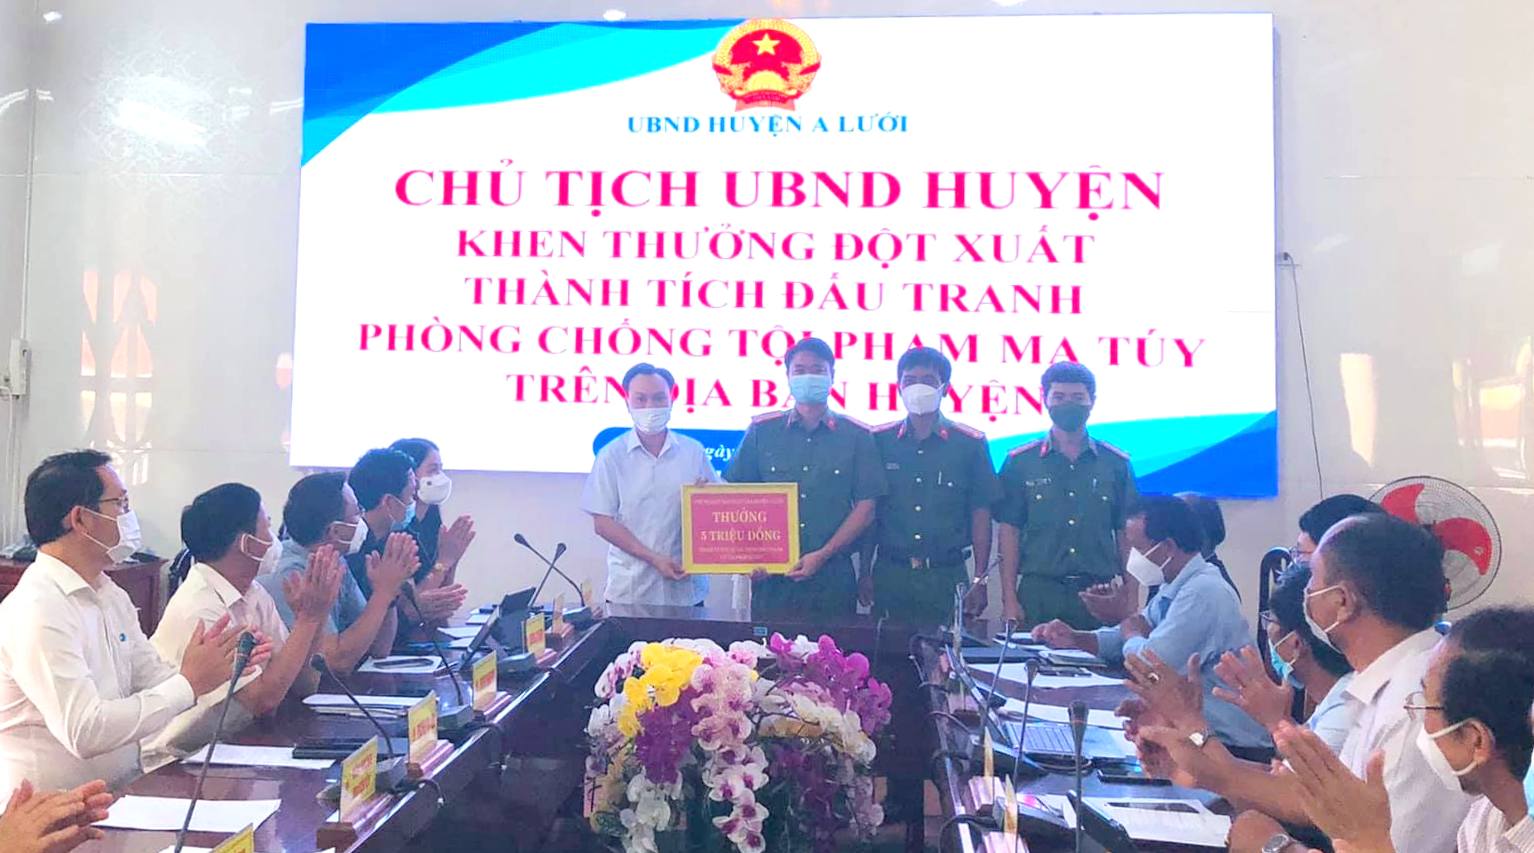 UBND HUYỆN A LƯỚI
CHỦ TỊCH UBND HUYỆN
KHEN THƯỞNG ĐỘT XUẤT
THÀNH TÍCH ĐẤU TRANH
PHÒNG CHỐNG TỘI PHẠM MA TÚY
TRÊN ĐỊA BÀN HUYỆN
THƯỞNG
5 TRIỆU ĐỒNG